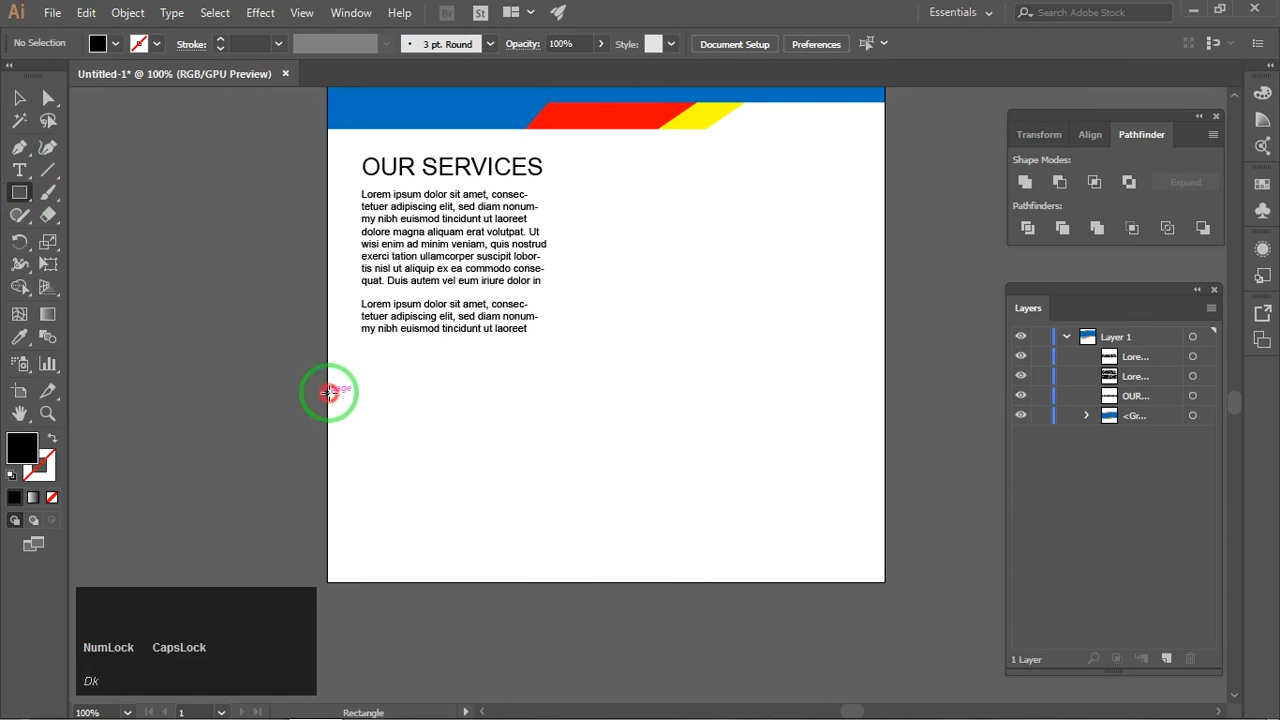 Ai File Edit Object Type Select Effect View Window Help Br St Essentials Search Adobe Stock
No Selection Stroke: 3 pt. Round Opacity: 100% Style: Document Setup Preferences
Untitled-1* @ 100% (RGB/GPU Preview)
Transform Align Pathfinder
Shape Modes:
Expand
Pathfinders:
OUR SERVICES
Lorem ipsum dolor sit amet, consec-
tetuer adipiscing elit, sed diam nonum-
my nibh euismod tincidunt ut laoreet
dolore magna aliquam erat volutpat. Ut
wisi enim ad minim veniam, quis nostrud
exerci tation ullamcorper suscipit lobor-
tis nisl ut aliquip ex ea commodo conse-
quat. Duis autem vel eum iriure dolor in
Lorem ipsum dolor sit amet, consec-
tetuer adipiscing elit, sed diam nonum-
my nibh euismod tincidunt ut laoreet
Layers
Layer 1
Lore...
Lore...
OUR...
<Gr...
1 Layer
NumLock CapsLock
Dk
100% 1 Rectangle